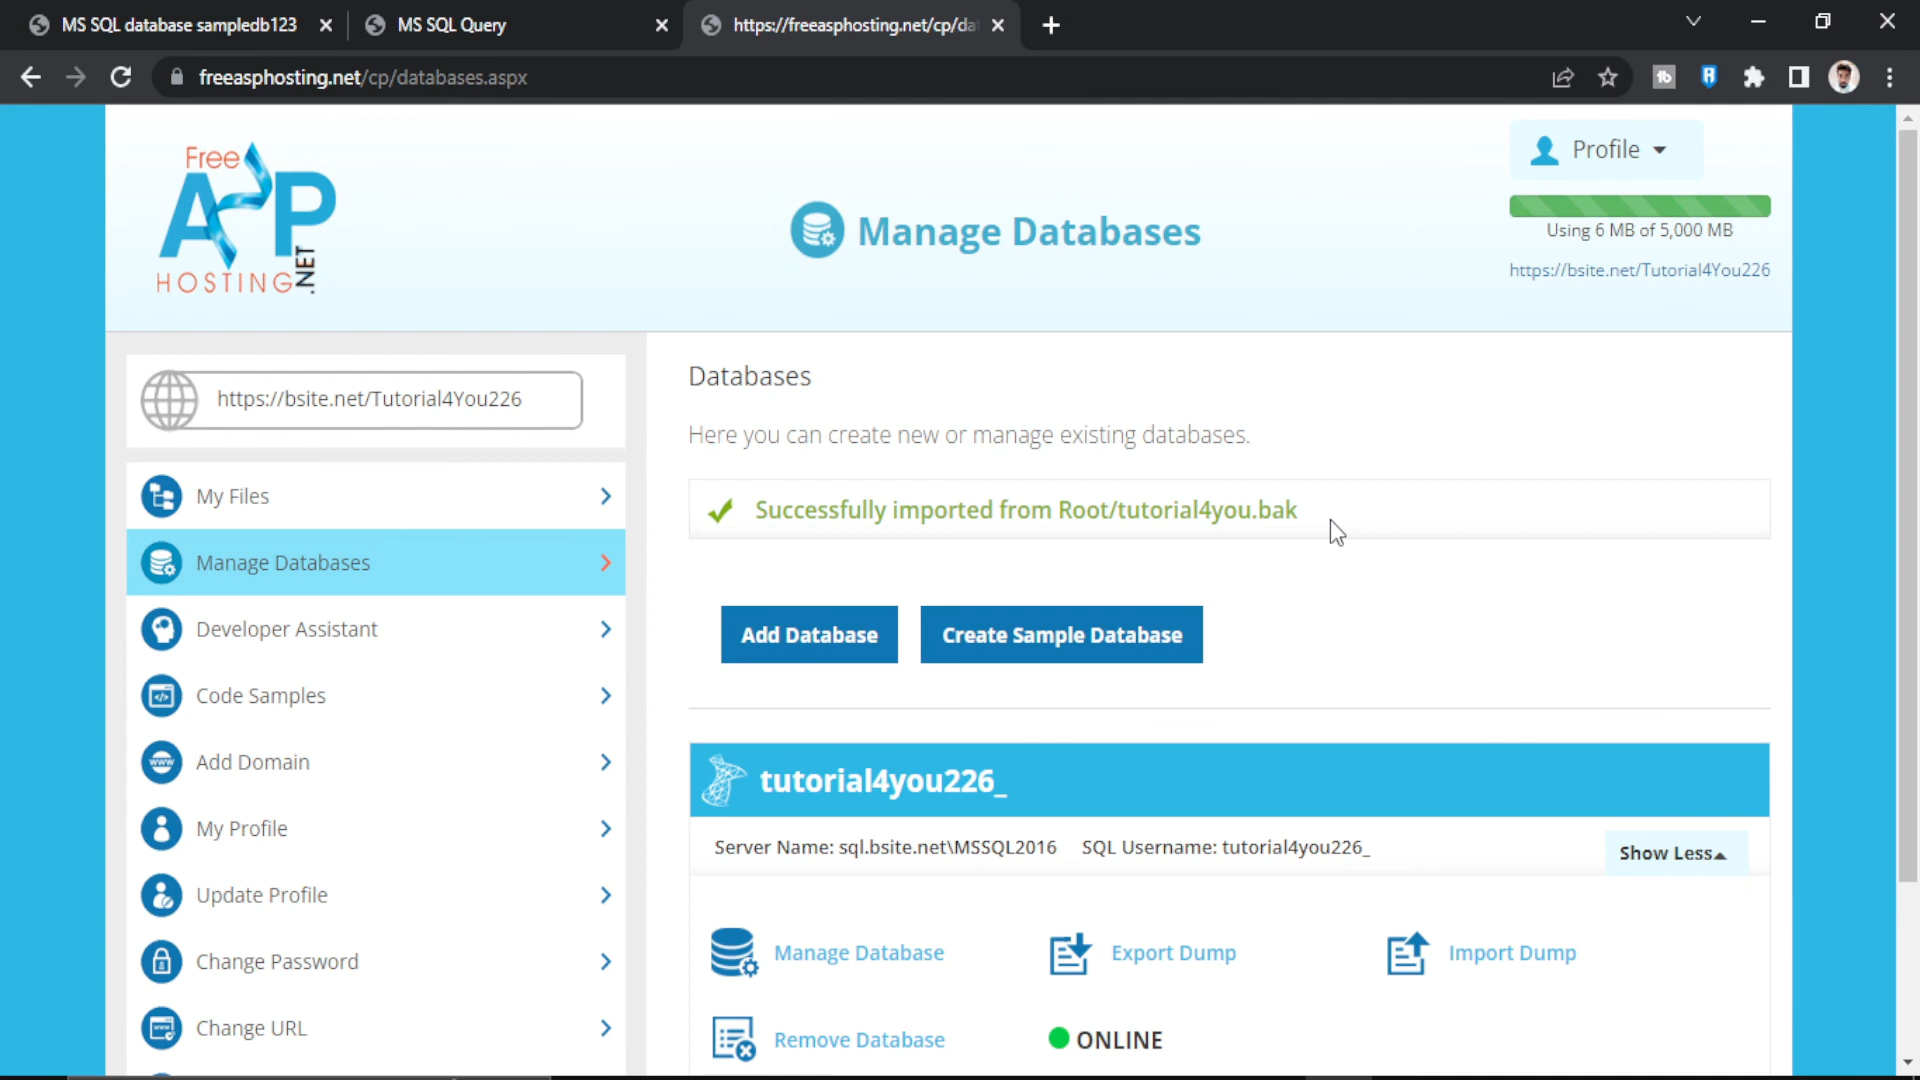 MS SQL database sampledb123
MS SQL Query
https://freeasphosting.net/cp/da
freeasphosting.net/cp/databases.aspx
Free
ASP
HOSTING.NET
Manage Databases
Profile
Using 6 MB of 5,000 MB
https://bsite.net/Tutorial4You226
https://bsite.net/Tutorial4You226
My Files
Manage Databases
Developer Assistant
Code Samples
Add Domain
My Profile
Update Profile
Change Password
Change URL
Databases
Here you can create new or manage existing databases.
Successfully imported from Root/tutorial4you.bak
Add Database
Create Sample Database
tutorial4you226_
Server Name: sql.bsite.net\MSSQL2016 SQL Username: tutorial4you226_
Show Less
Manage Database
Export Dump
Import Dump
Remove Database
ONLINE